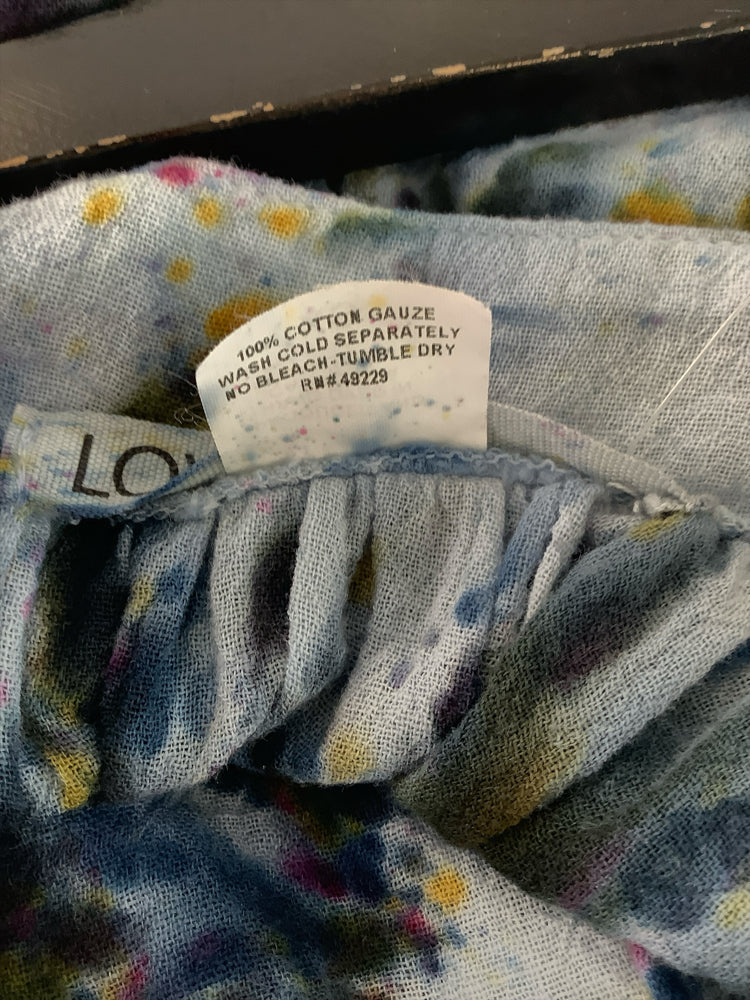 100% COTTON GAUZE
WASH COLD SEPARATELY
NO BLEACH-TUMBLE DRY
RN# 49229
LO